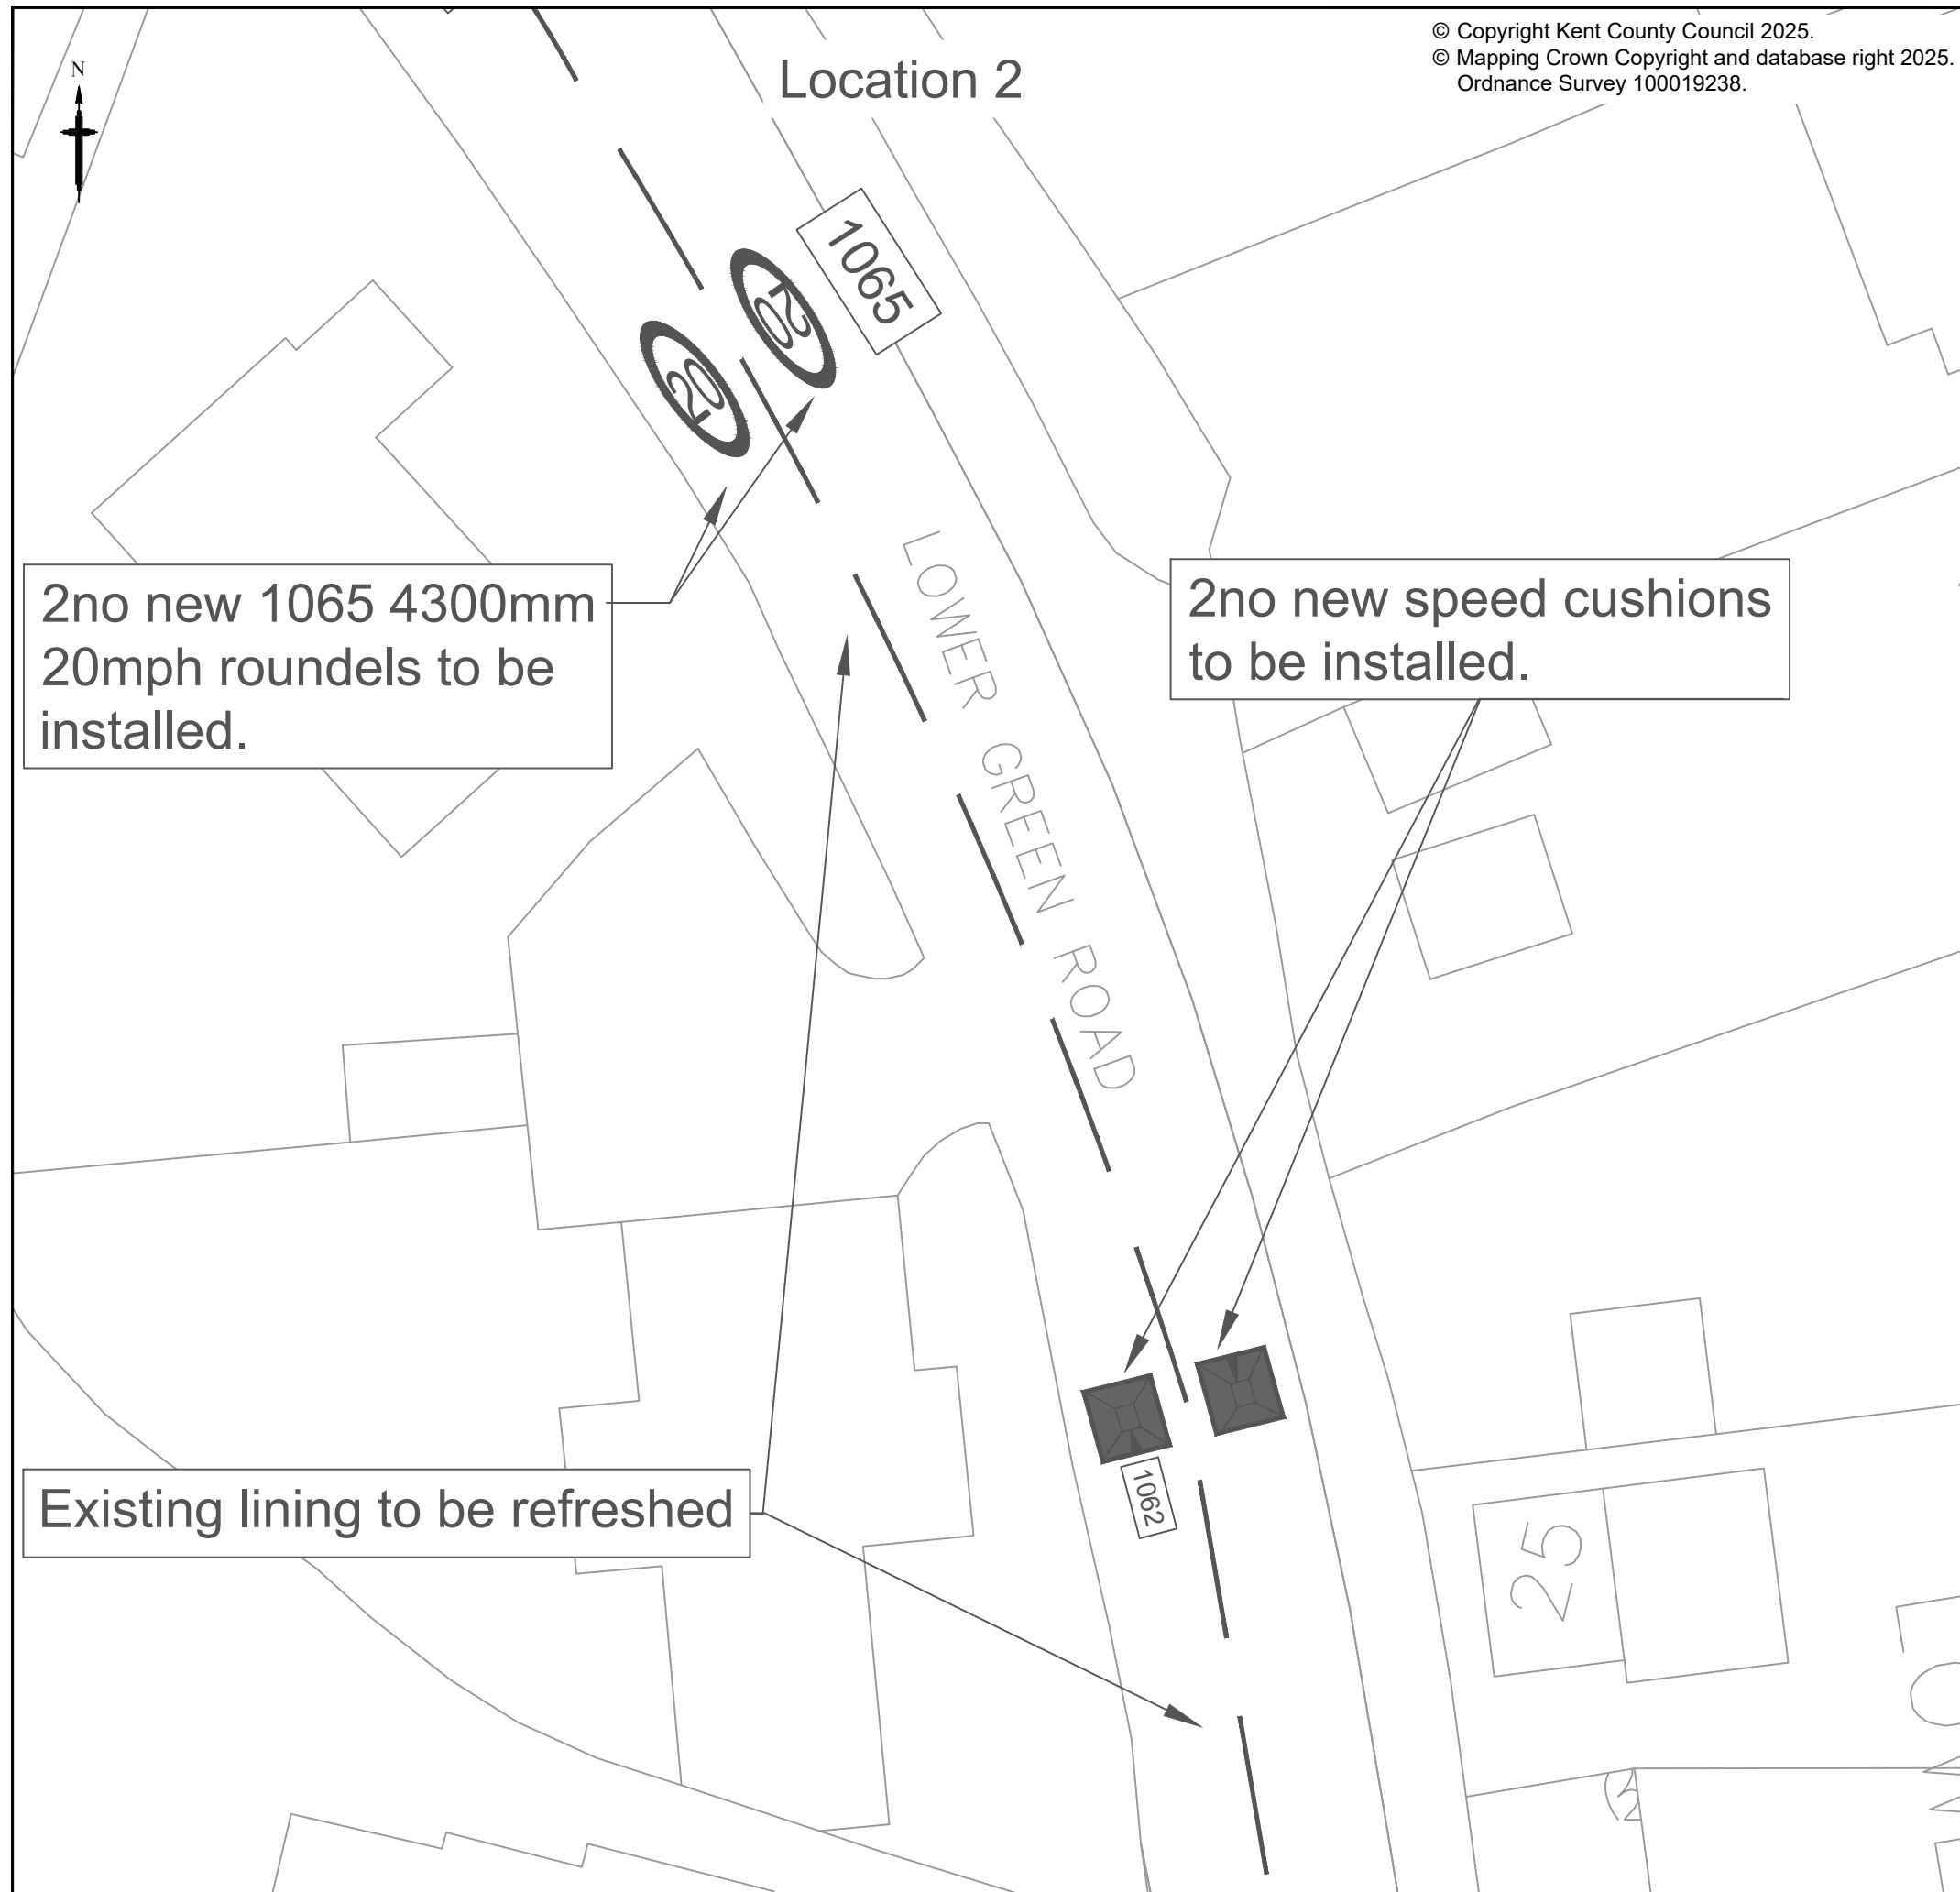 © Copyright Kent County Council 2025.
© Mapping Crown Copyright and database right 2025.
Ordnance Survey 100019238.
N
Location 2
1065
20
20
2no new 1065 4300mm
20mph roundels to be
installed.
2no new speed cushions
to be installed.
LOWER GREEN ROAD
Existing lining to be refreshed
1062
25